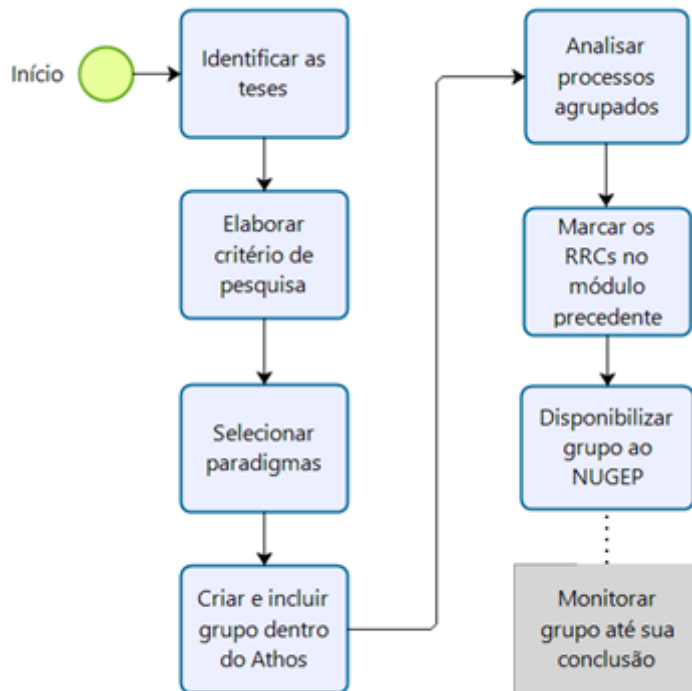 Início
Identificar as
teses
Elaborar
critério de
pesquisa
Selecionar
paradigmas
Criar e incluir
grupo dentro
do Athos
Analisar
processos
agrupados
Marcar os
RRCs no
módulo
precedente
Disponibilizar
grupo ao
NUGEP
Monitorar
grupo até sua
conclusão